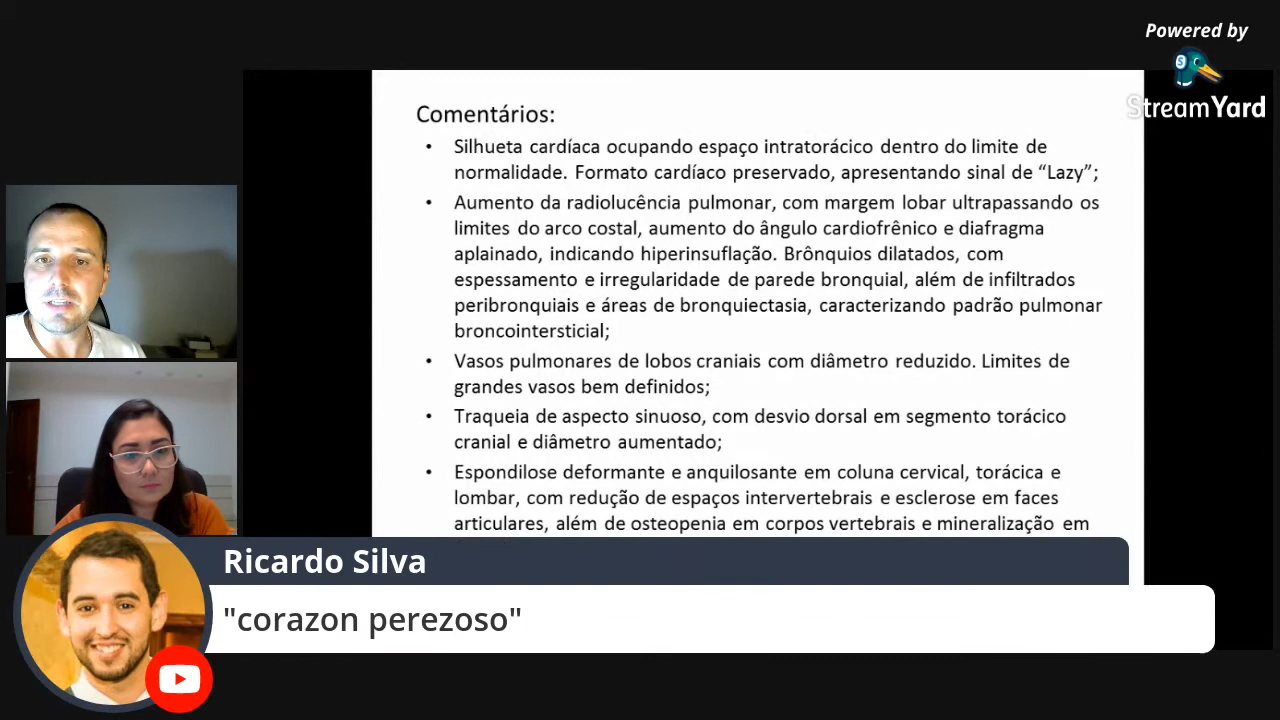 Powered by
StreamYard
Comentários:
• Silhueta cardíaca ocupando espaço intratorácico dentro do limite de
normalidade. Formato cardíaco preservado, apresentando sinal de “Lazy”;
• Aumento da radiolucência pulmonar, com margem lobar ultrapassando os
limites do arco costal, aumento do ângulo cardiofrênico e diafragma
aplainado, indicando hiperinsuflação. Brônquios dilatados, com
espessamento e irregularidade de parede bronquial, além de infiltrados
peribronquiais e áreas de bronquiectasia, caracterizando padrão pulmonar
broncointersticial;
• Vasos pulmonares de lobos craniais com diâmetro reduzido. Limites de
grandes vasos bem definidos;
• Traqueia de aspecto sinuoso, com desvio dorsal em segmento torácico
cranial e diâmetro aumentado;
• Espondilose deformante e anquilosante em coluna cervical, torácica e
lombar, com redução de espaços intervertebrais e esclerose em faces
articulares, além de osteopenia em corpos vertebrais e mineralização em
Ricardo Silva
"corazon perezoso"